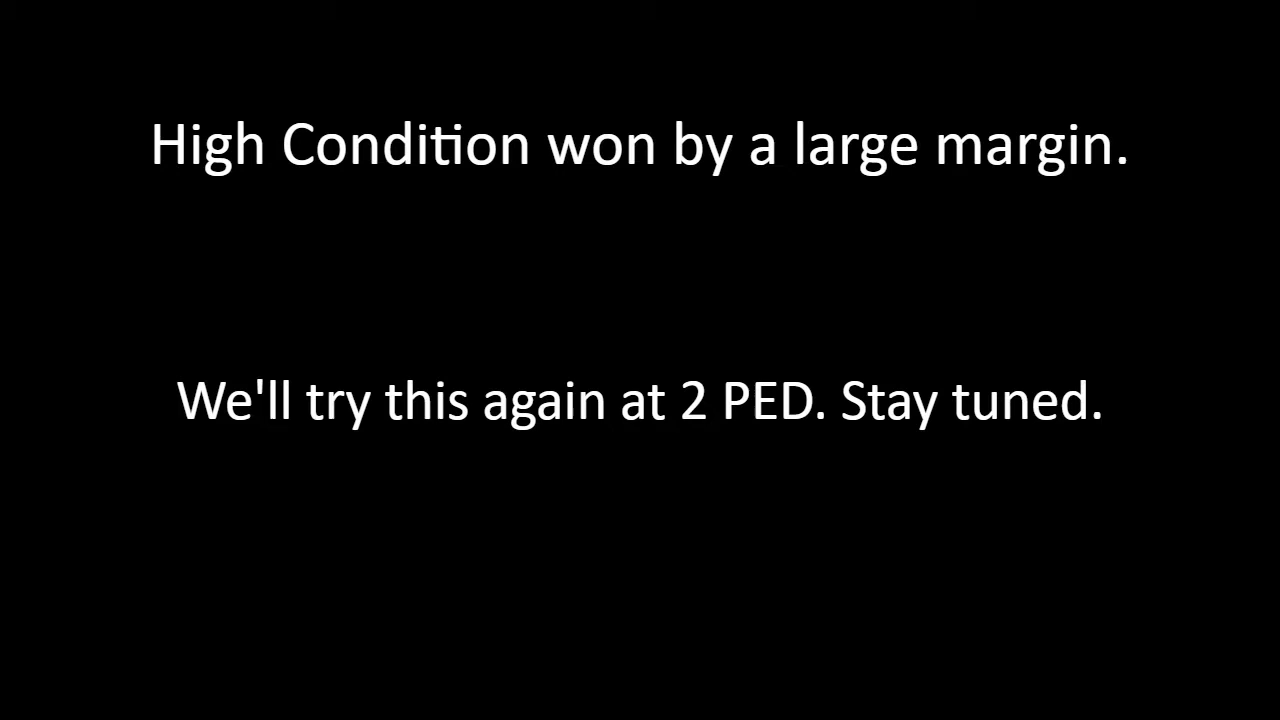 High Condition won by a large margin.
We'll try this again at 2 PED. Stay tuned.